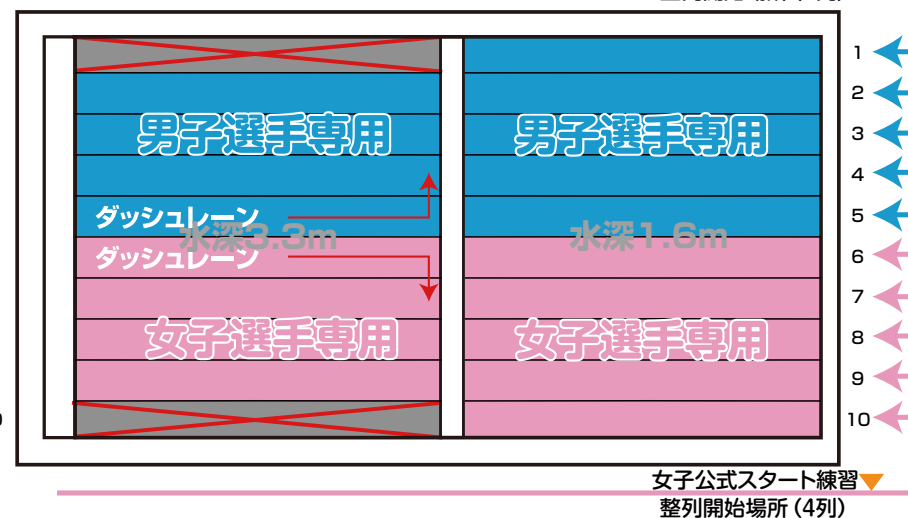 1
2
男子選手専用
男子選手専用
3
4
ダッシュレーン
5
水深3.3m
水深1.6m
ダッシュレーン
6
7
女子選手専用
女子選手専用
8
9
10
女子公式スタート練習
整列開始場所（4列）